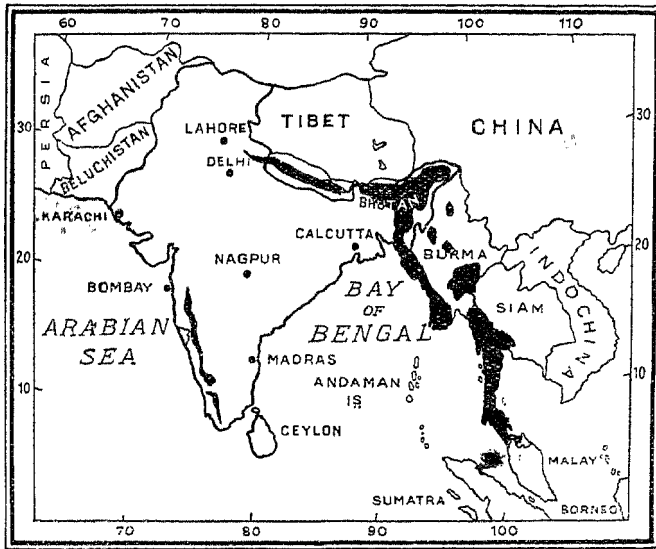 60 70 80 90 100 110
PERSIA
AFGHANISTAN
BELUCHISTAN
TIBET
CHINA
30 30
LAHORE
DELHI
KARACHI
CALCUTTA
BURMA
INDOCHINA
20 20
NAGPUR
BOMBAY
BAY
OF
BENGAL
SIAM
ARABIAN
SEA
MADRAS
ANDAMAN
IS
10 10
CEYLON
MALAY
SUMATRA
BORNEO
70 80 90 100